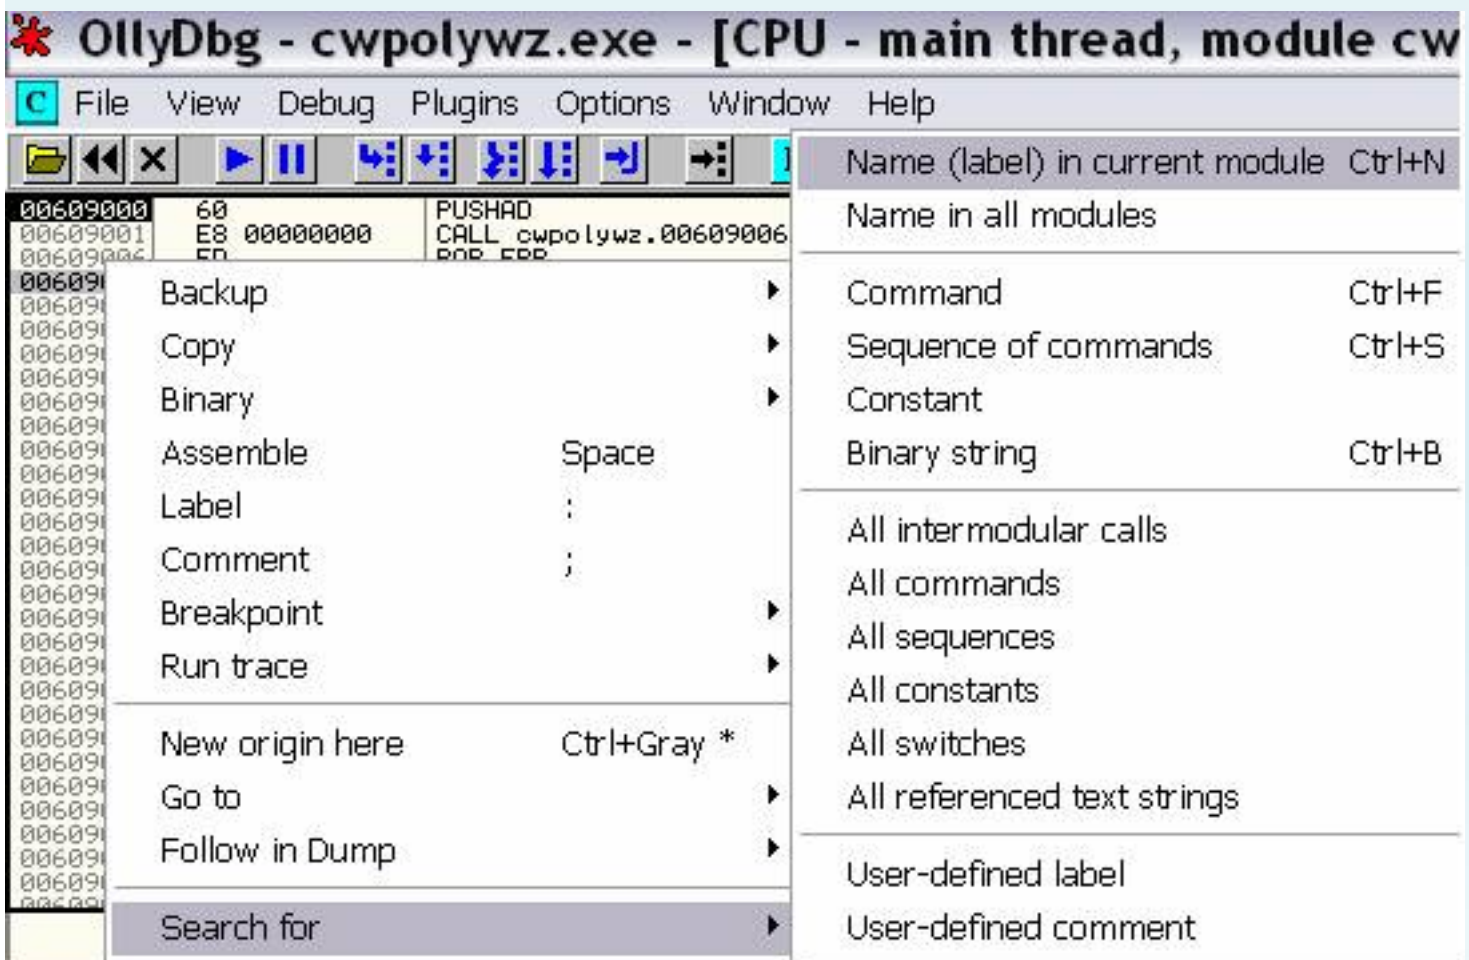 OllyDbg - cwpolywz.exe - [CPU - main thread, module cw
C File View Debug Plugins Options Window Help
00609000 60 PUSHAD
00609001 E8 00000000 CALL cwpolywz.00609006
00609006 ED POP EBP
Backup
Copy
Binary
Assemble Space
Label :
Comment ;
Breakpoint
Run trace
New origin here Ctrl+Gray *
Go to
Follow in Dump
Search for
Name (label) in current module Ctrl+N
Name in all modules
Command Ctrl+F
Sequence of commands Ctrl+S
Constant
Binary string Ctrl+B
All intermodular calls
All commands
All sequences
All constants
All switches
All referenced text strings
User-defined label
User-defined comment